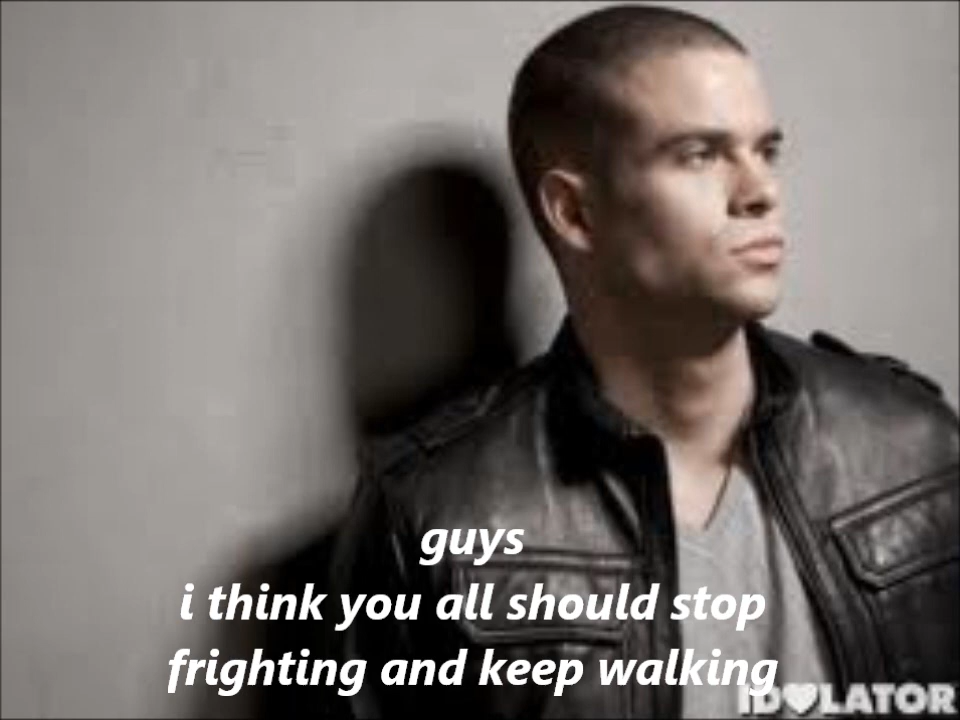 guys
i think you all should stop
frighting and keep walking
IDOLATOR